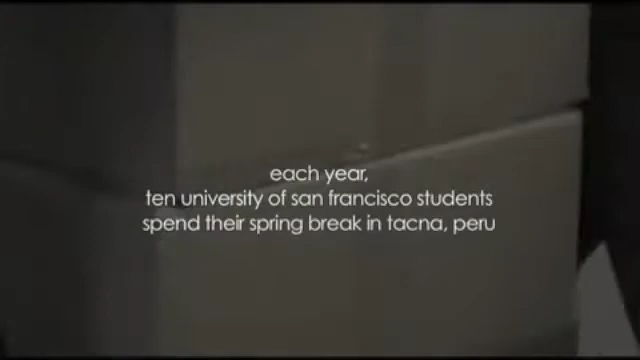 each year,
ten university of san francisco students
spend their spring break in tacna, peru